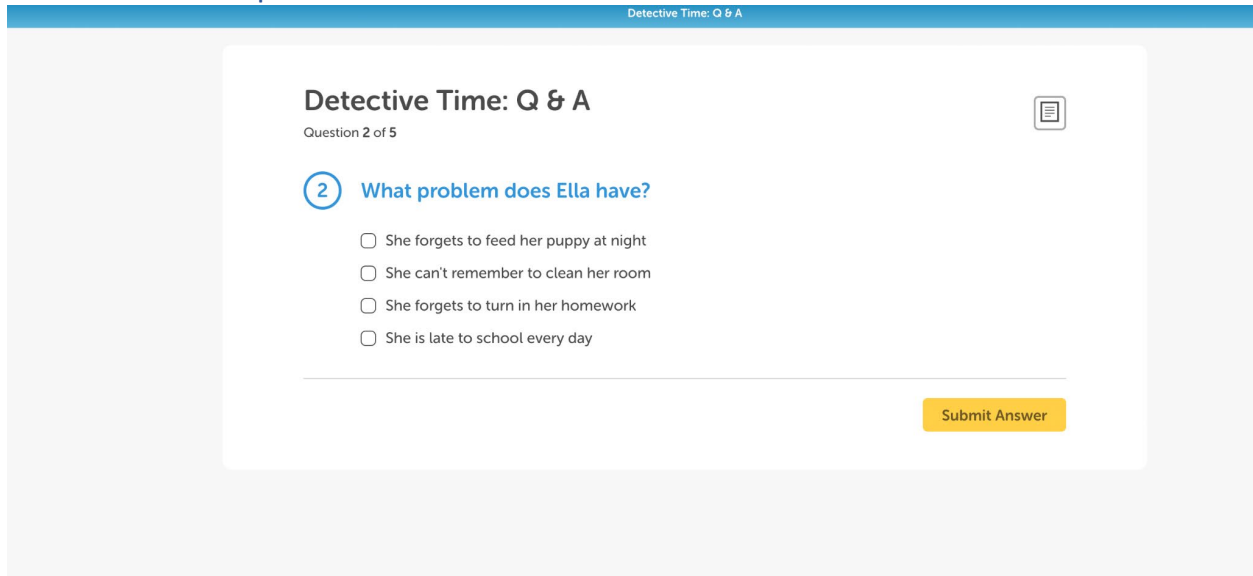 Detective Time: Q & A
Detective Time: Q & A
Question 2 of 5
2 What problem does Ella have?
She forgets to feed her puppy at night
She can't remember to clean her room
She forgets to turn in her homework
She is late to school every day
Submit Answer